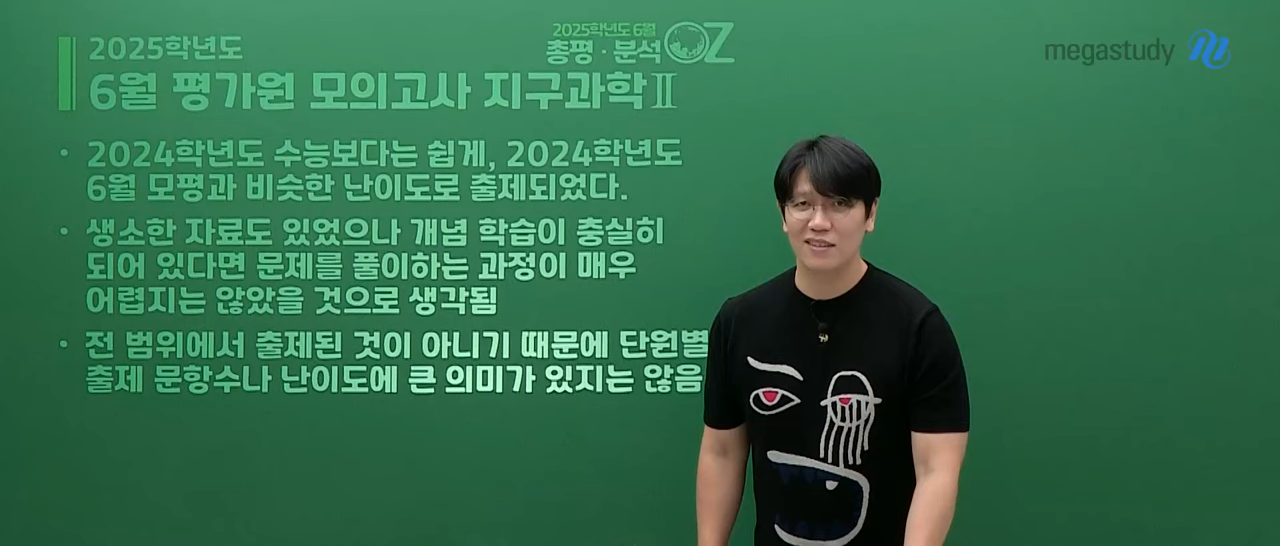 2025학년도
6월 평가원 모의고사 지구과학Ⅱ
2025학년도 6월
총평·분석 OZ
megastudy
• 2024학년도 수능보다는 쉽게, 2024학년도
6월 모평과 비슷한 난이도로 출제되었다.
• 생소한 자료도 있었으나 개념 학습이 충실히
되어 있다면 문제를 풀이하는 과정이 매우
어렵지는 않았을 것으로 생각됨
• 전 범위에서 출제된 것이 아니기 때문에 단원별
출제 문항수나 난이도에 큰 의미가 있지는 않음